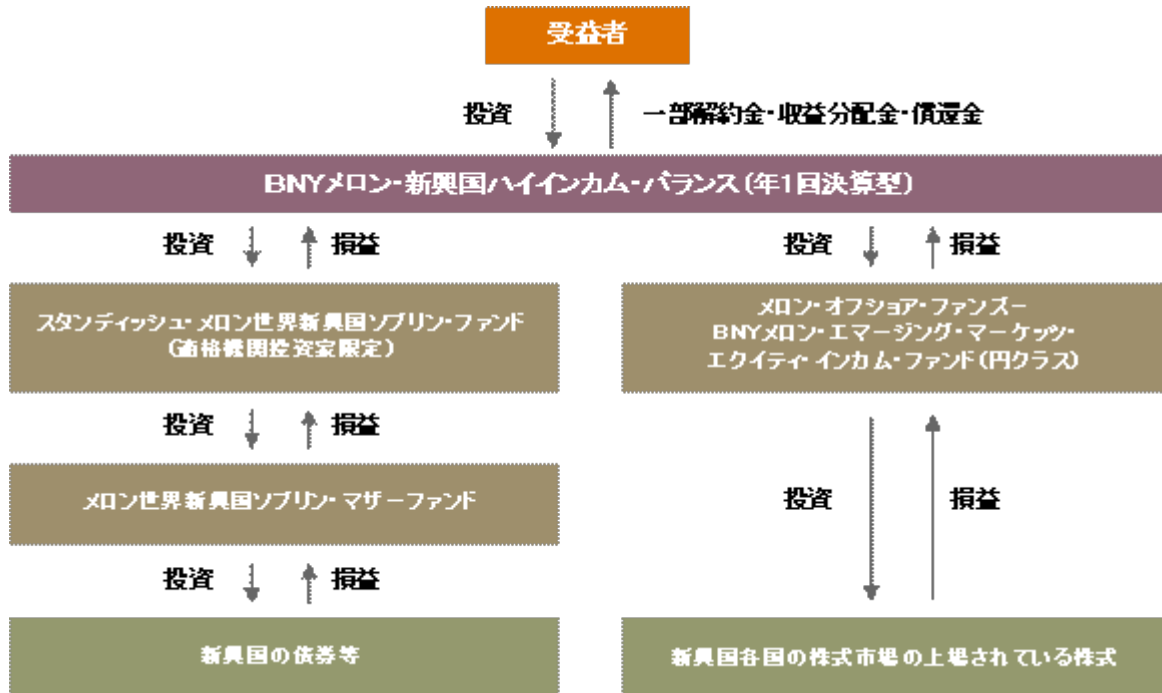 受益者
投資
一部解約金・収益分配金・償還金
BNYメロン・新興国ハイインカム・バランス(年1回決算型)
投資
損益
投資
損益
スタンディッシュ・メロン世界新興国ソブリン・ファンド
(適格機関投資家限定)
メロン・オフショア・ファンズ－
BNYメロン・エマージング・マーケッツ・
エクイティ・インカム・ファンド(円クラス)
投資
損益
メロン世界新興国ソブリン・マザーファンド
投資
損益
投資
損益
新興国の債券等
新興国各国の株式市場の上場されている株式